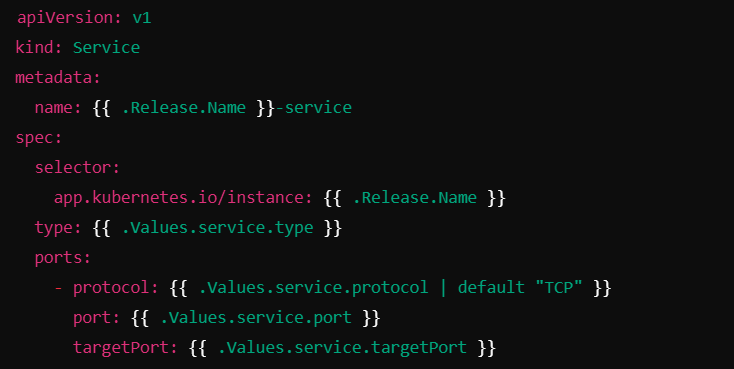 apiVersion: v1
kind: Service
metadata:
  name: {{ .Release.Name }}-service
spec:
  selector:
    app.kubernetes.io/instance: {{ .Release.Name }}
  type: {{ .Values.service.type }}
  ports:
    - protocol: {{ .Values.service.protocol | default "TCP" }}
      port: {{ .Values.service.port }}
      targetPort: {{ .Values.service.targetPort }}